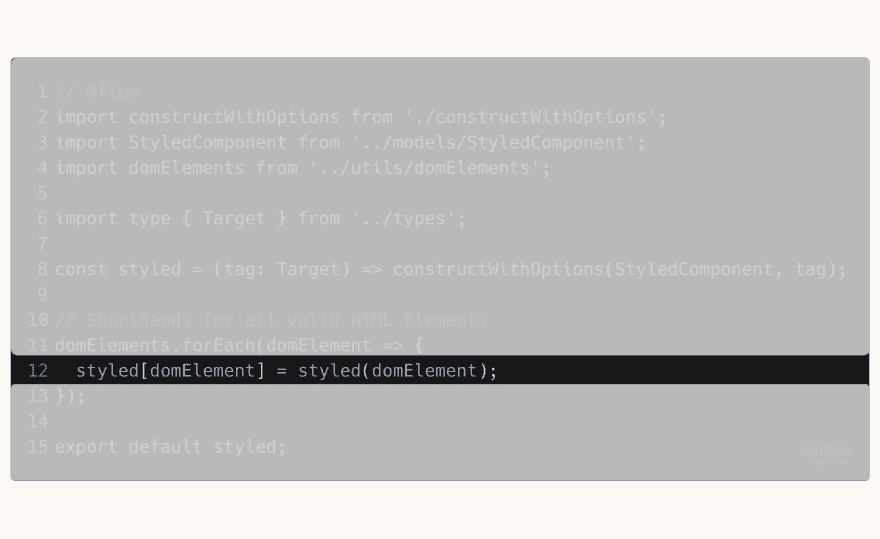 1 // @flow
2 import constructWithOptions from './constructWithOptions';
3 import StyledComponent from '../models/StyledComponent';
4 import domElements from '../utils/domElements';
5
6 import type { Target } from '../types';
7
8 const styled = (tag: Target) => constructWithOptions(StyledComponent, tag);
9
10 // Shorthands for all valid HTML Elements
11 domElements.forEach(domElement => {
12   styled[domElement] = styled(domElement);
13 });
14
15 export default styled;